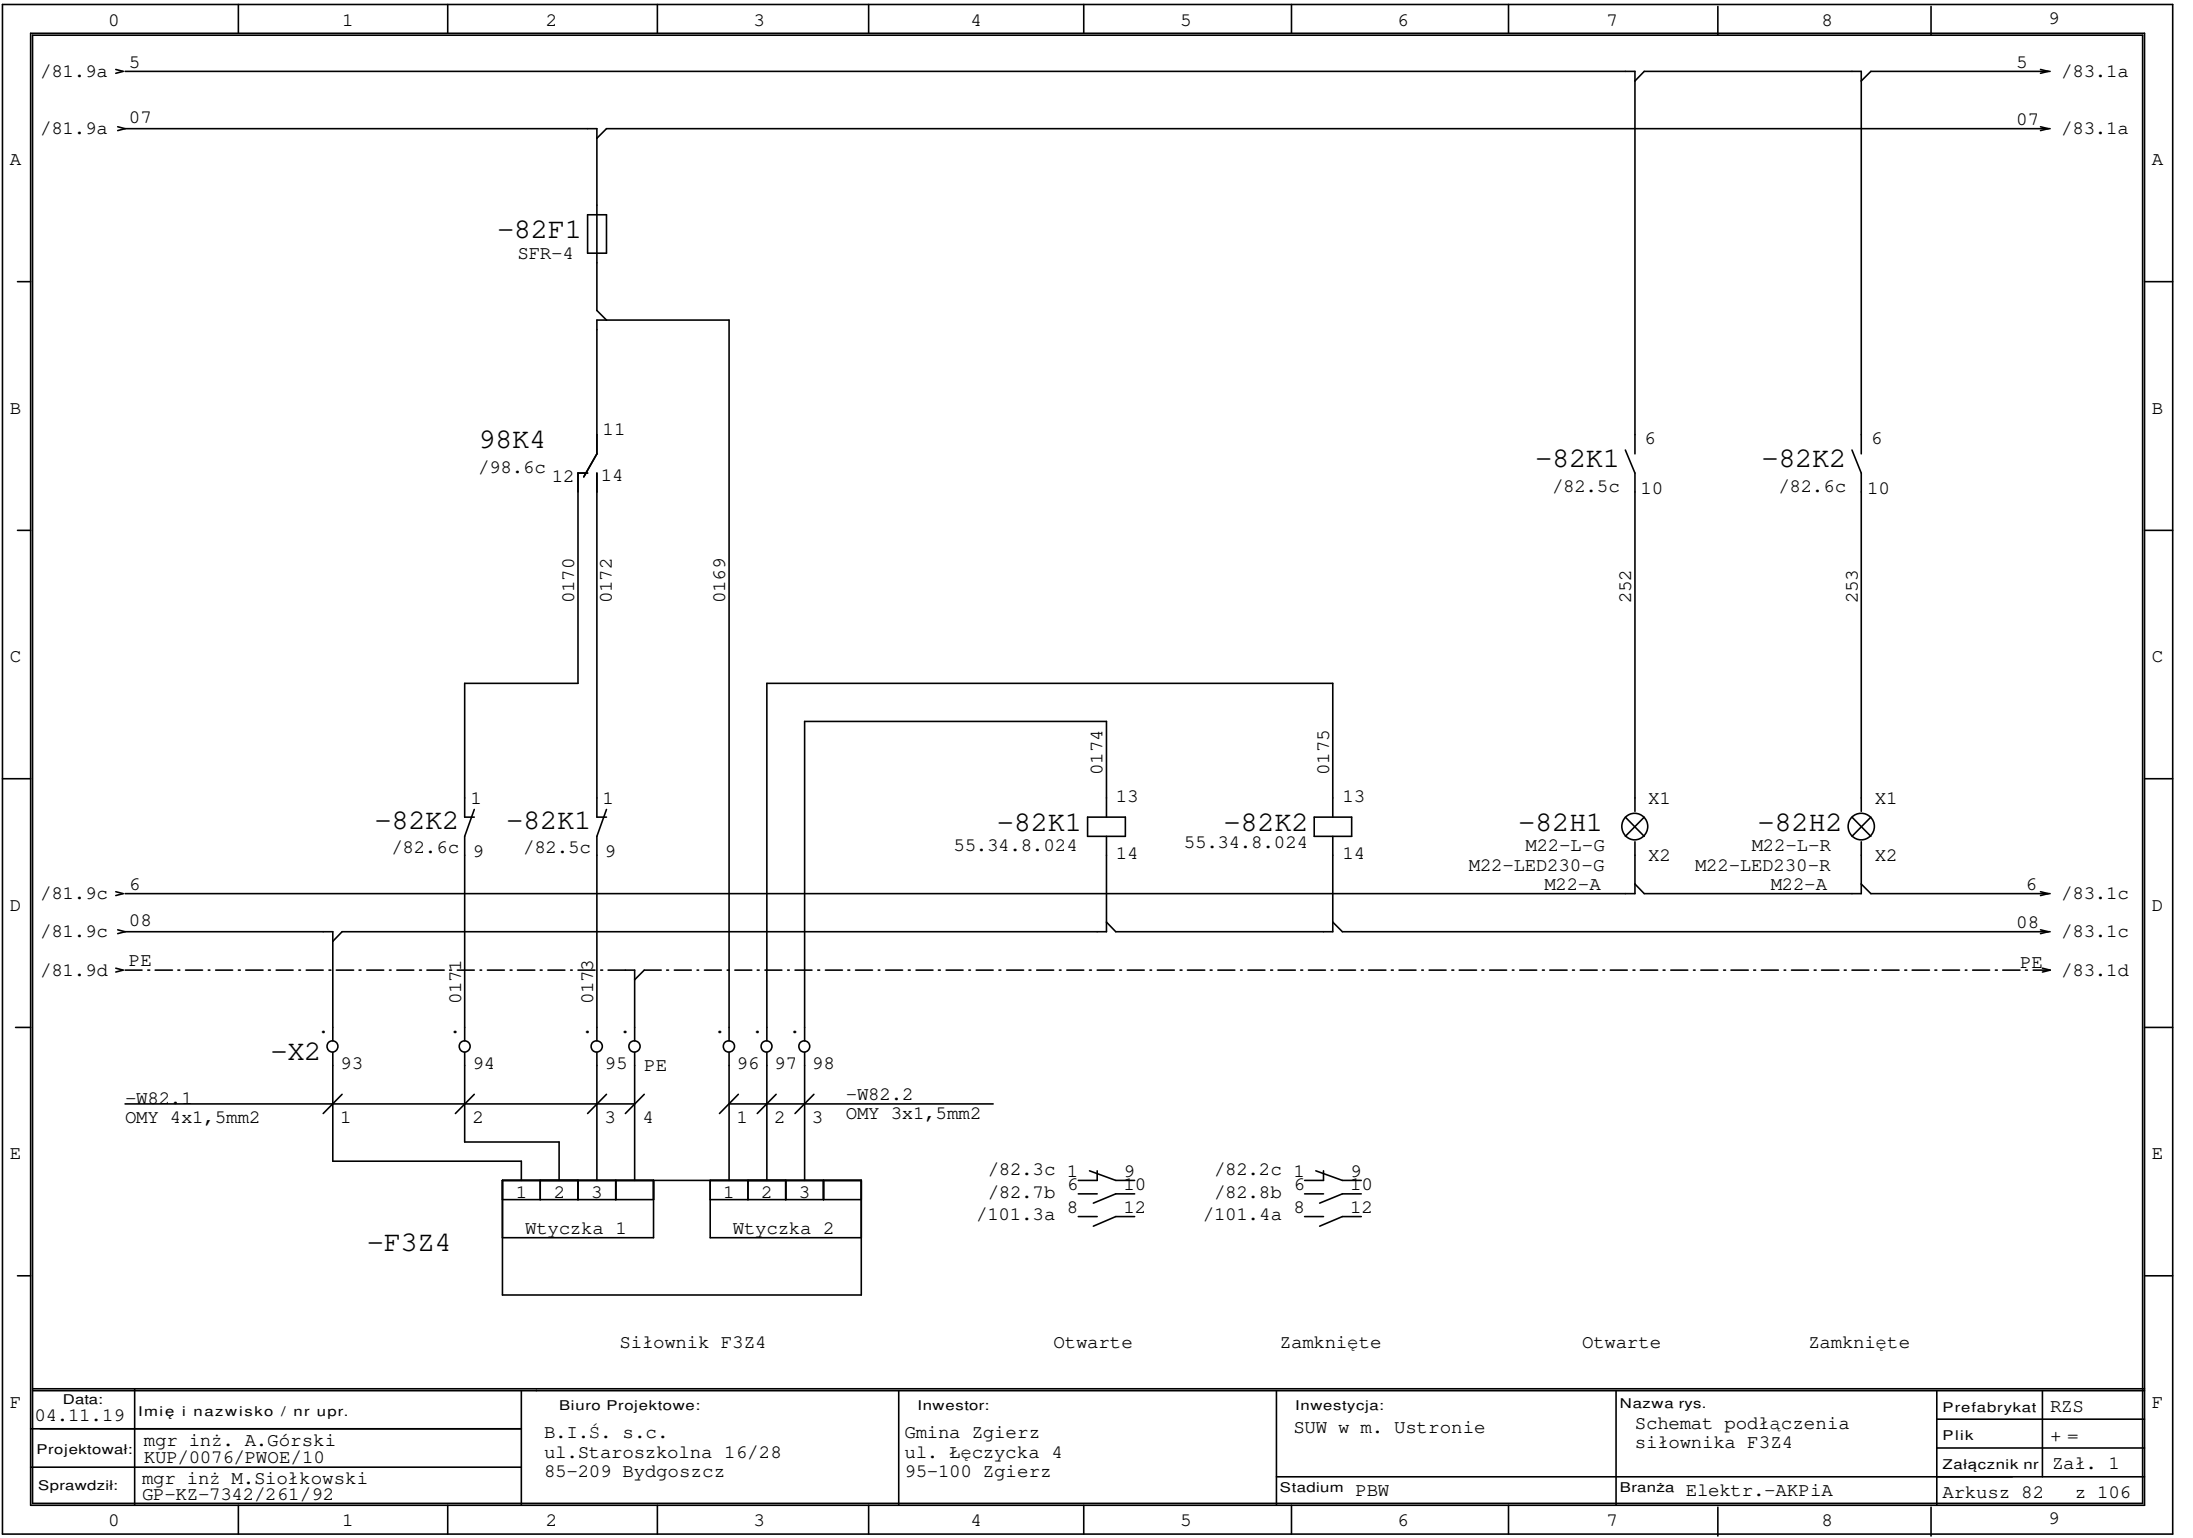 0 1 2 3 4 5 6 7 8 9
/81.9a 5 5 /83.1a
/81.9a 07 07 /83.1a
A A
-82F1
SFR-4
B B
98K4 11
/98.6c 12 14
-82K1 6
/82.5c 10
-82K2 6
/82.6c 10
0170 0172 0169 252 253
C C
0174 0175
-82K2 1
/82.6c 9
-82K1 1
/82.5c 9
-82K1 13
55.34.8.024 14
-82K2 13
55.34.8.024 14
-82H1 X1
M22-L-G X2
M22-LED230-G
M22-A
-82H2 X1
M22-L-R X2
M22-LED230-R
M22-A
/81.9c 6 6 /83.1c
D D
/81.9c 08 08 /83.1c
/81.9d PE PE /83.1d
0171 0173
-X2 93 94 95 PE 96 97 98
-W82.1
OMY 4x1,5mm2
1 2 3 4 1 2 3
-W82.2
OMY 3x1,5mm2
E E
/82.3c 1 9
/82.7b 6 10
/101.3a 8 12
/82.2c 1 9
/82.8b 6 10
/101.4a 8 12
1 2 3 1 2 3
Wtyczka 1 Wtyczka 2
-F3Z4
Siłownik F3Z4 Otwarte Zamknięte Otwarte Zamknięte
F F
Data:
04.11.19
Imię i nazwisko / nr upr.
Projektował:
mgr inż. A.Górski
KUP/0076/PWOE/10
Sprawdził:
mgr inż M.Siołkowski
GP-KZ-7342/261/92
Biuro Projektowe:
B.I.Ś. s.c.
ul.Staroszkolna 16/28
85-209 Bydgoszcz
Inwestor:
Gmina Zgierz
ul. Łęczycka 4
95-100 Zgierz
Inwestycja:
SUW w m. Ustronie
Stadium PBW
Nazwa rys.
Schemat podłączenia
siłownika F3Z4
Branża Elektr.-AKPiA
Prefabrykat RZS
Plik + =
Załącznik nr Zał. 1
Arkusz 82 z 106
0 1 2 3 4 5 6 7 8 9